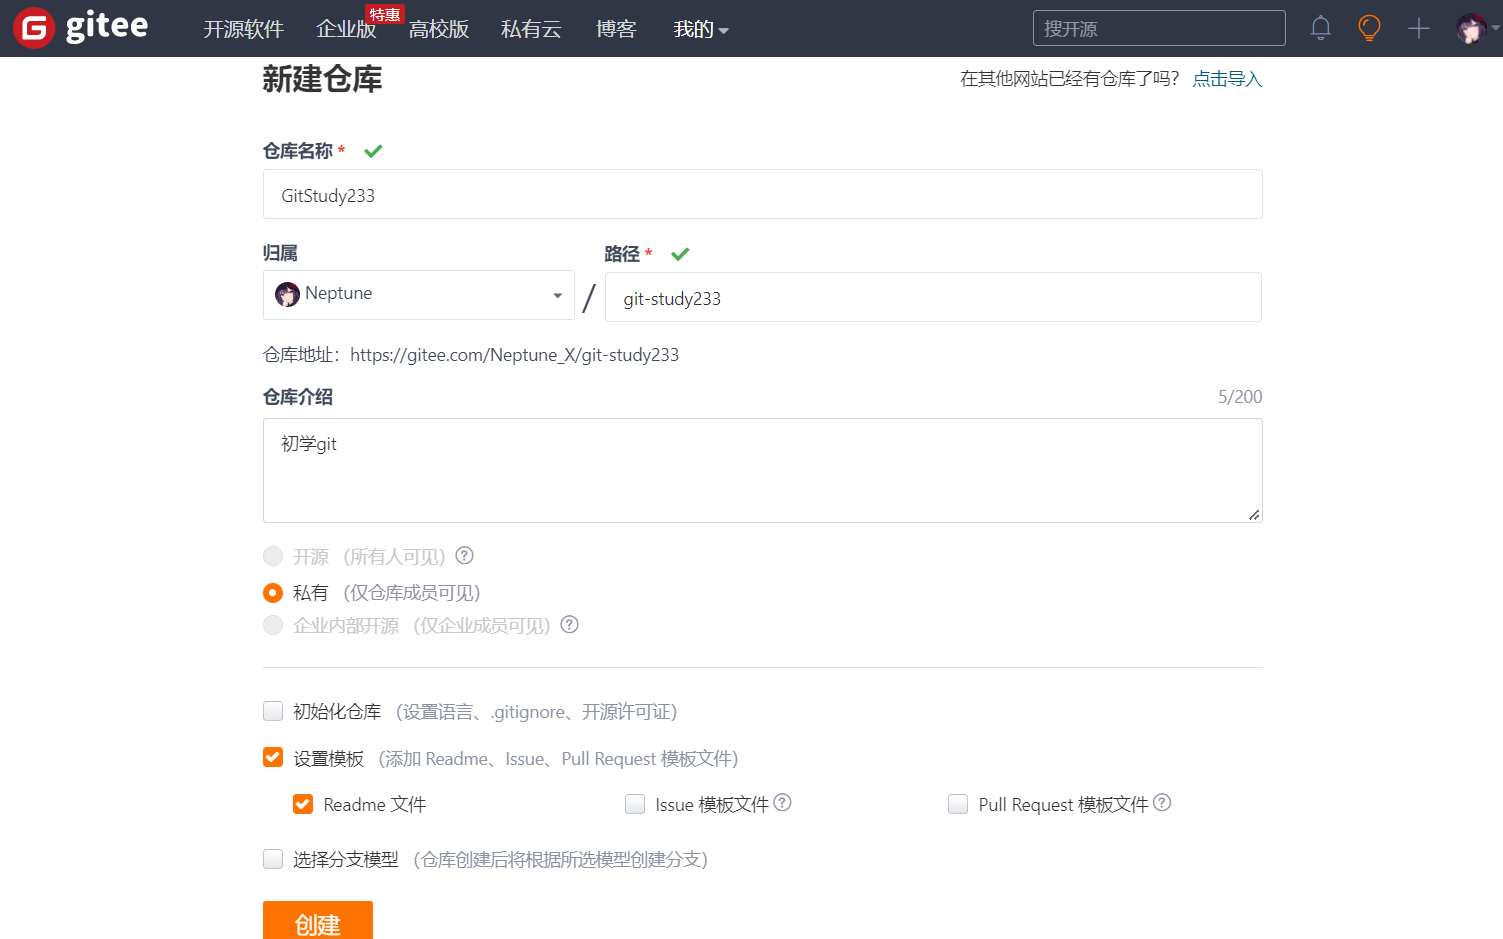 gitee 开源软件 企业版 特惠 高校版 私有云 博客 我的 搜开源
新建仓库 在其他网站已经有仓库了吗？ 点击导入
仓库名称 *
GitStudy233
归属 路径 *
Neptune / git-study233
仓库地址：https://gitee.com/Neptune_X/git-study233
仓库介绍 5/200
初学git
开源 （所有人可见） ?
私有 （仅仓库成员可见）
企业内部开源 （仅企业成员可见） ?
初始化仓库 （设置语言、.gitignore、开源许可证）
设置模板 （添加 Readme、Issue、Pull Request 模板文件）
Readme 文件 Issue 模板文件 ? Pull Request 模板文件 ?
选择分支模型 （仓库创建后将根据所选模型创建分支）
创建